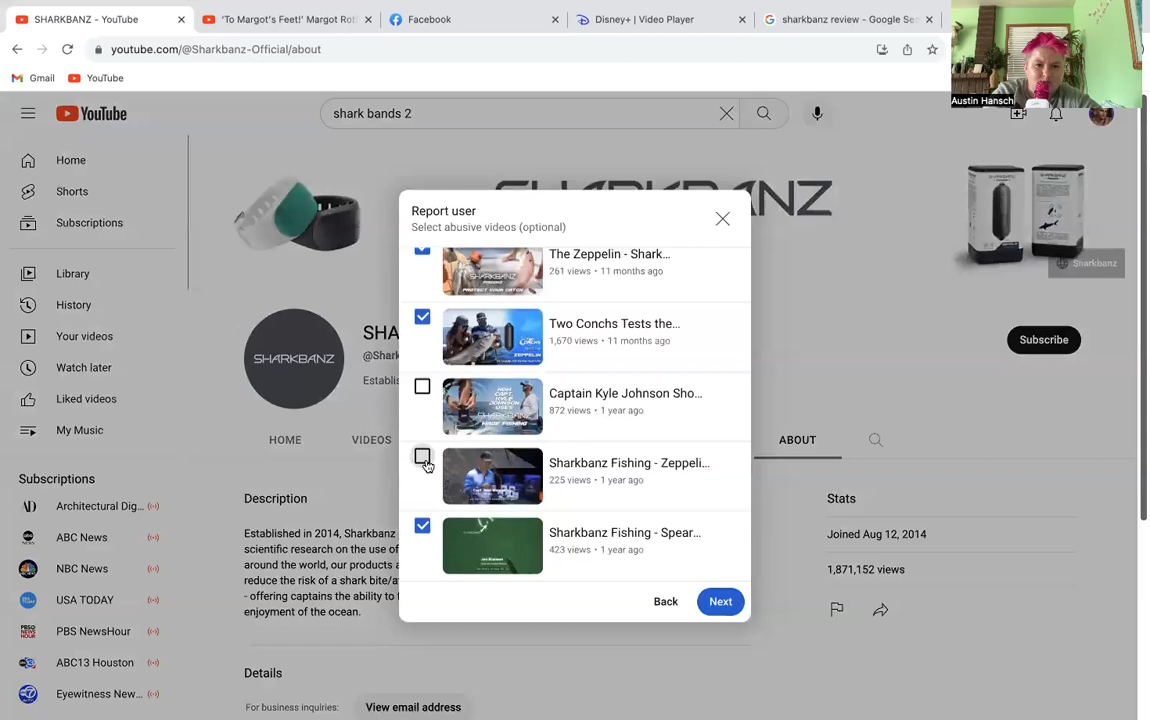 SHARKBANZ - YouTube
'To Margot's Feet!' Margot Rob
Facebook
Disney+ | Video Player
sharkbanz review - Google Sea
youtube.com/@Sharkbanz-Official/about
Gmail
YouTube
Austin Hansch
YouTube
shark bands 2
Home
Shorts
Subscriptions
Library
History
Your videos
Watch later
Liked videos
My Music
Subscriptions
Architectural Dig...
ABC News
NBC News
USA TODAY
PBS NewsHour
ABC13 Houston
Eyewitness New...
SHARKBANZ
Sharkbanz
SHARKBANZ
SHA
@Shark
Establis
Subscribe
HOME
VIDEOS
ABOUT
Description
Established in 2014, Sharkbanz
scientific research on the use of
around the world, our products a
reduce the risk of a shark bite/at
- offering captains the ability to f
enjoyment of the ocean.
Details
For business inquiries:
View email address
Stats
Joined Aug 12, 2014
1,871,152 views
Report user
Select abusive videos (optional)
The Zeppelin - Shark...
261 views • 11 months ago
Two Conchs Tests the...
1,670 views • 11 months ago
Captain Kyle Johnson Sho...
872 views • 1 year ago
Sharkbanz Fishing - Zeppeli...
225 views • 1 year ago
Sharkbanz Fishing - Spear...
423 views • 1 year ago
Back
Next